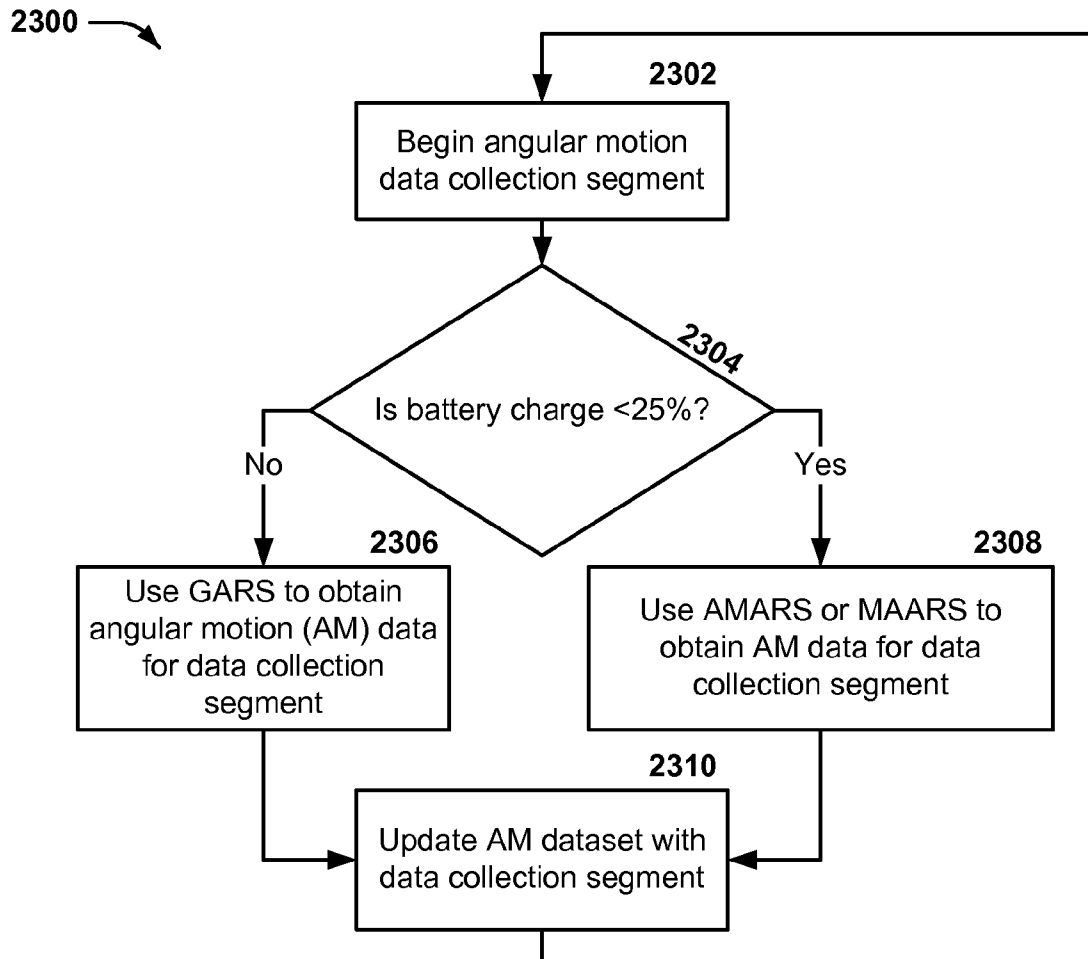 2300
2302
Begin angular motion
data collection segment
2304
Is battery charge <25%?
No
Yes
2306
2308
Use GARS to obtain
angular motion (AM) data
for data collection
segment
Use AMARS or MAARS to
obtain AM data for data
collection segment
2310
Update AM dataset with
data collection segment